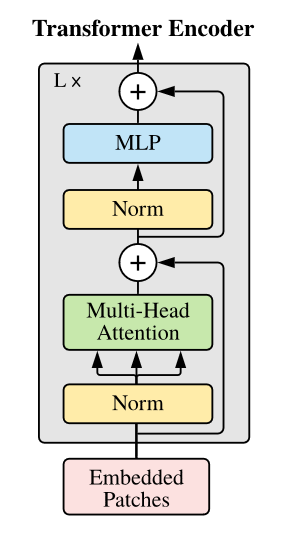 Transformer Encoder
L ×
+
MLP
Norm
+
Multi-Head
Attention
Norm
Embedded
Patches